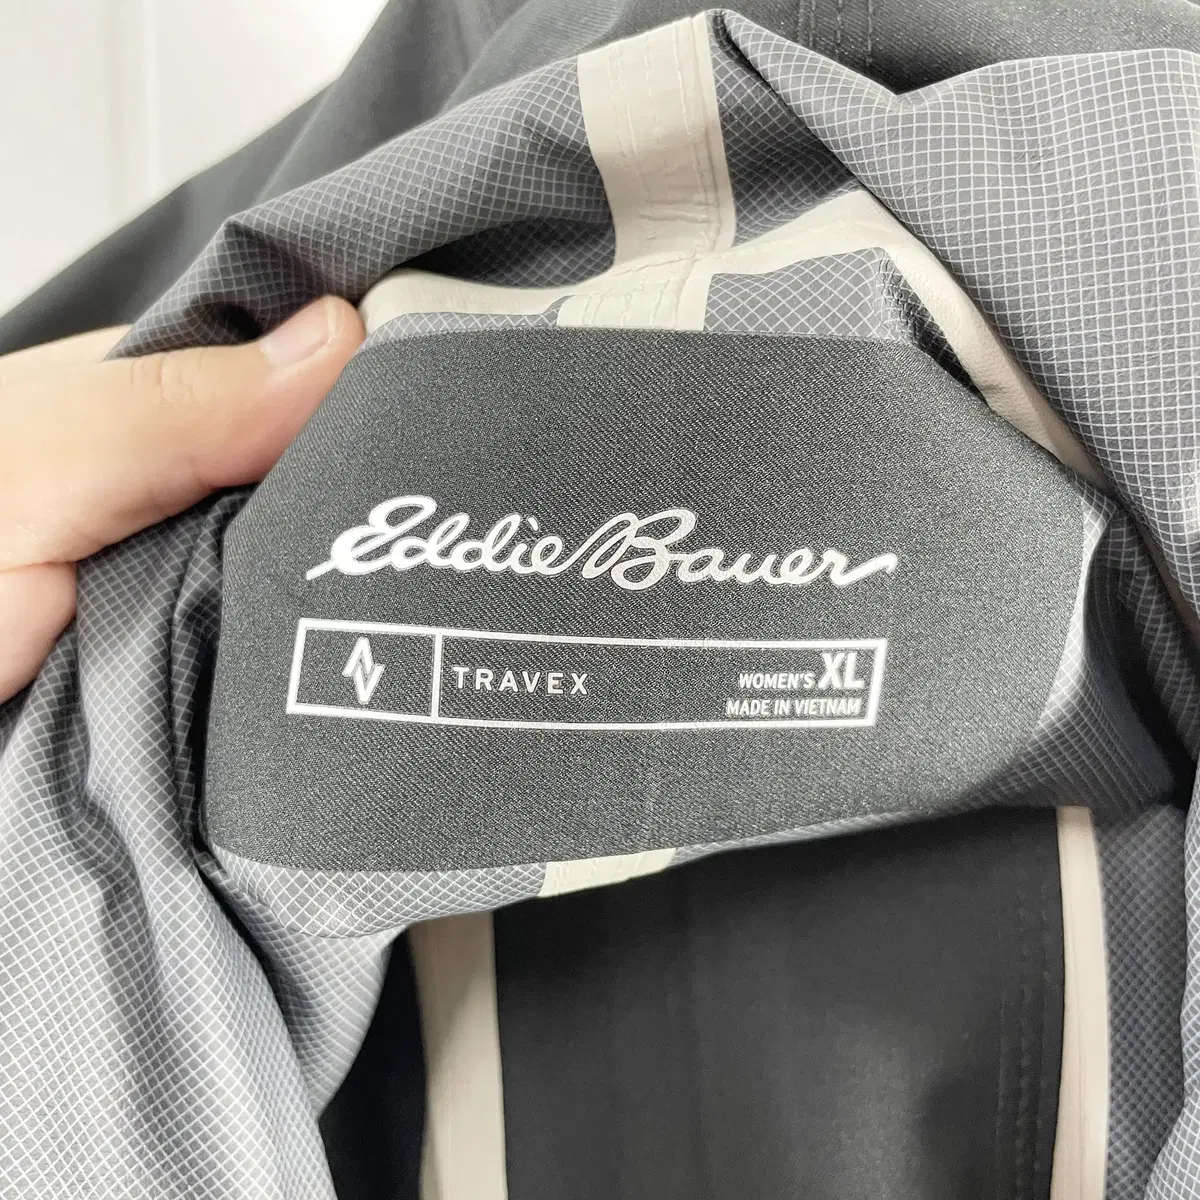 Eddie Bauer
TRAVEX
WOMEN'S XL
MADE IN VIETNAM